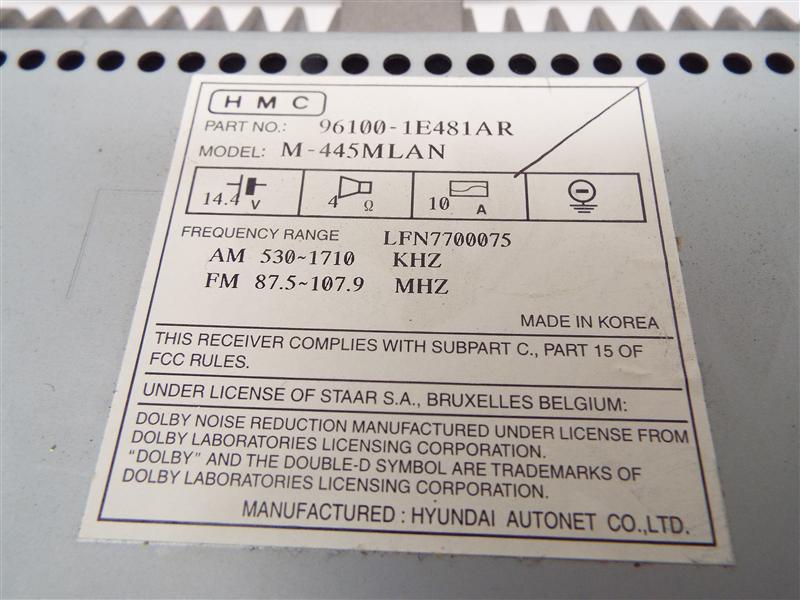 HMC
PART NO.: 96100-1E481AR
MODEL: M-445MLAN
14.4 V 4 Ω 10 A
FREQUENCY RANGE LFN7700075
AM 530~1710 KHZ
FM 87.5~107.9 MHZ
MADE IN KOREA
THIS RECEIVER COMPLIES WITH SUBPART C., PART 15 OF
FCC RULES.
UNDER LICENSE OF STAAR S.A., BRUXELLES BELGIUM:
DOLBY NOISE REDUCTION MANUFACTURED UNDER LICENSE FROM
DOLBY LABORATORIES LICENSING CORPORATION.
“DOLBY” AND THE DOUBLE-D SYMBOL ARE TRADEMARKS OF
DOLBY LABORATORIES LICENSING CORPORATION.
MANUFACTURED : HYUNDAI AUTONET CO.,LTD.